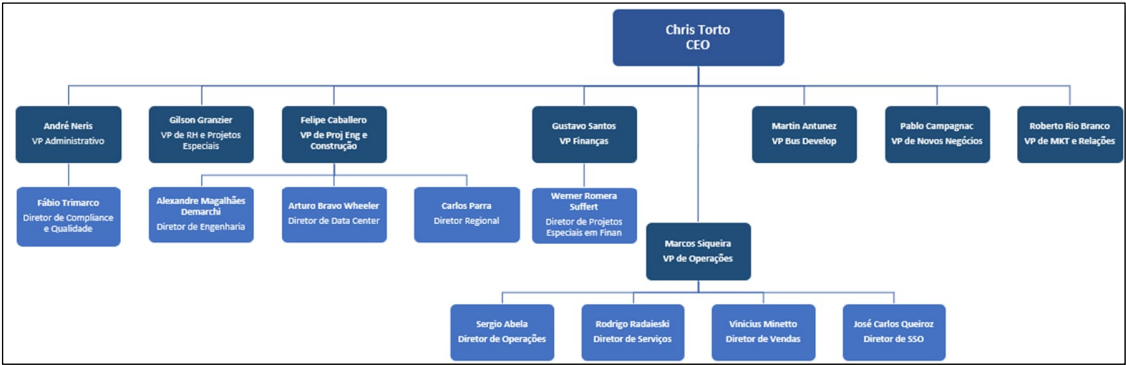 Chris Torto
CEO
André Neris
VP Administrativo
Gilson Granzier
VP de RH e Projetos
Especiais
Felipe Caballero
VP de Proj Eng e
Construção
Gustavo Santos
VP Finanças
Martin Antunez
VP Bus Develop
Pablo Campagnac
VP de Novos Negócios
Roberto Rio Branco
VP de MKT e Relações
Fábio Trimarco
Diretor de Compliance
e Qualidade
Alexandre Magalhães
Demarchi
Diretor de Engenharia
Arturo Bravo Wheeler
Diretor de Data Center
Carlos Parra
Diretor Regional
Werner Romera
Suffert
Diretor de Projetos
Especiais em Finan
Marcos Siqueira
VP de Operações
Sergio Abela
Diretor de Operações
Rodrigo Radaieski
Diretor de Serviços
Vinicius Minetto
Diretor de Vendas
José Carlos Queiroz
Diretor de SSO